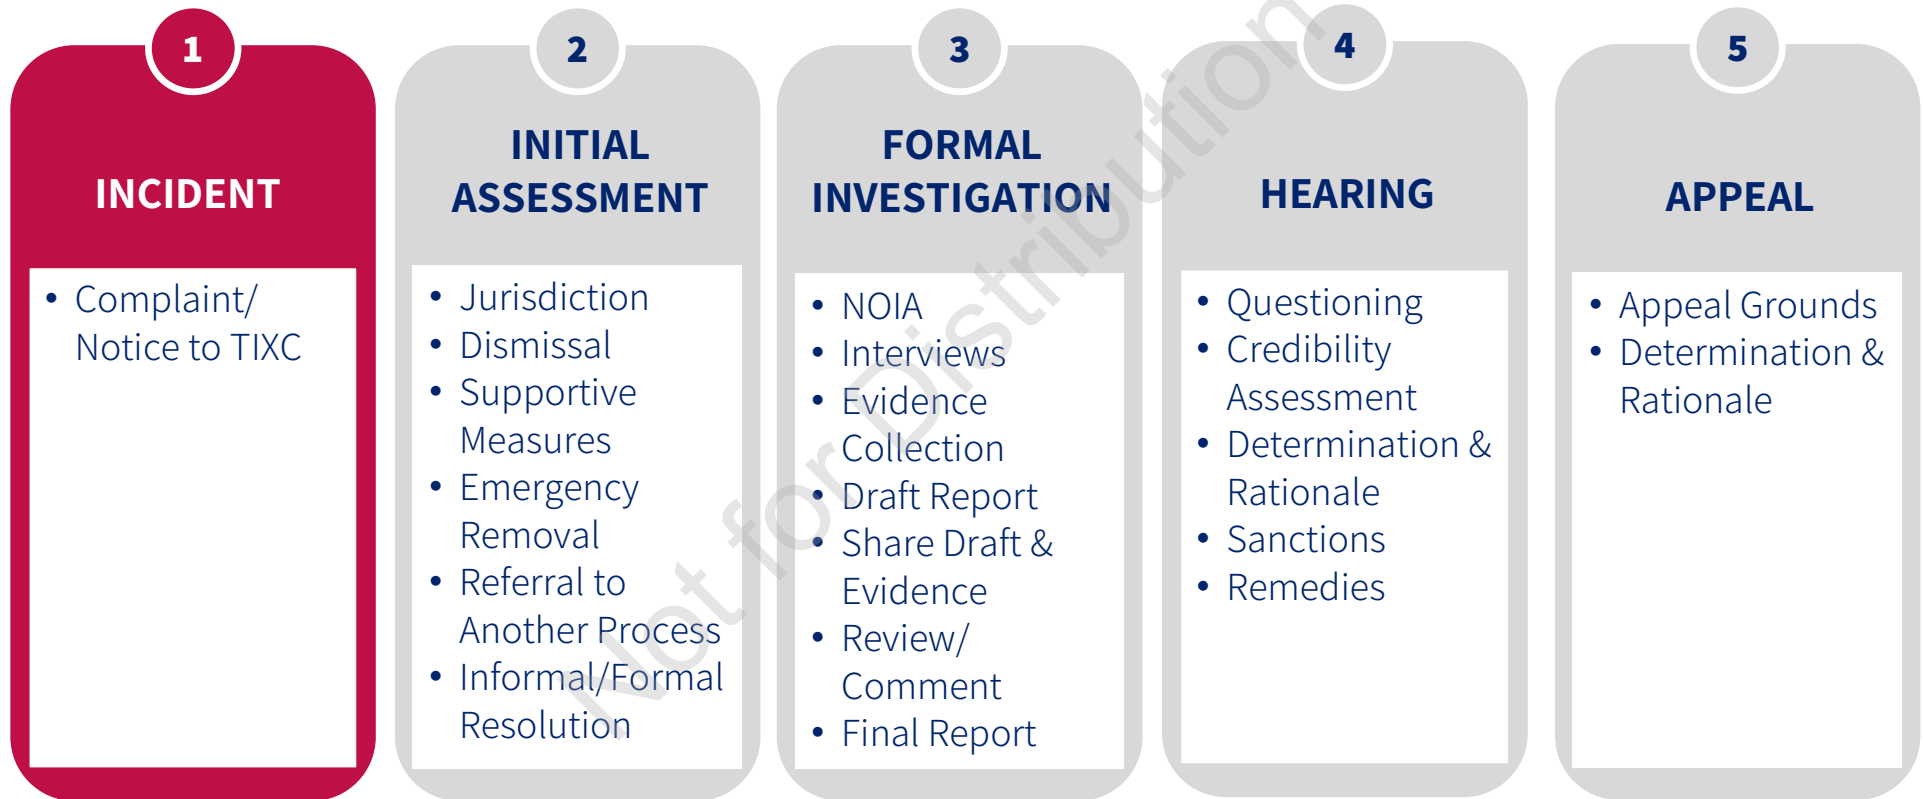 1
INCIDENT
• Complaint/
Notice to TIXC
2
INITIAL
ASSESSMENT
• Jurisdiction
• Dismissal
• Supportive
Measures
• Emergency
Removal
• Referral to
Another Process
• Informal/Formal
Resolution
3
FORMAL
INVESTIGATION
• NOIA
• Interviews
• Evidence
Collection
• Draft Report
• Share Draft &
Evidence
• Review/
Comment
• Final Report
4
HEARING
• Questioning
• Credibility
Assessment
• Determination &
Rationale
• Sanctions
• Remedies
5
APPEAL
• Appeal Grounds
• Determination &
Rationale
Not for Distribution